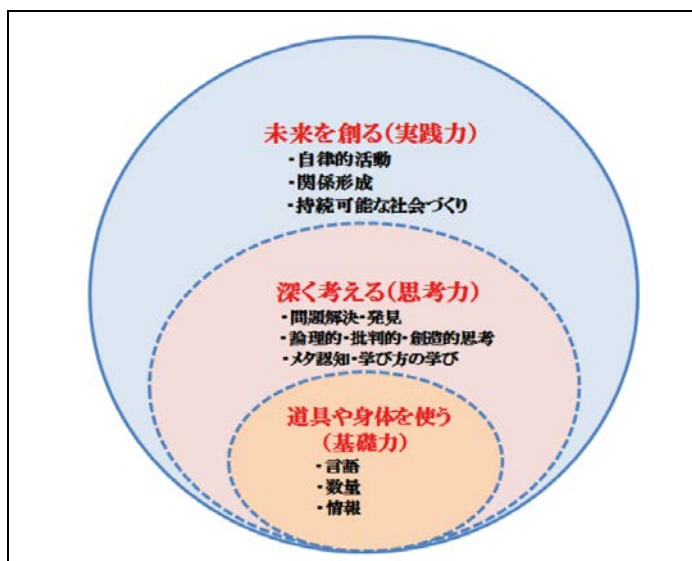 未来を創る(実践力)
・自律的活動
・関係形成
・持続可能な社会づくり
深く考える(思考力)
・問題解決・発見
・論理的・批判的・創造的思考
・メタ認知・学び方の学び
道具や身体を使う
(基礎力)
・言語
・数量
・情報